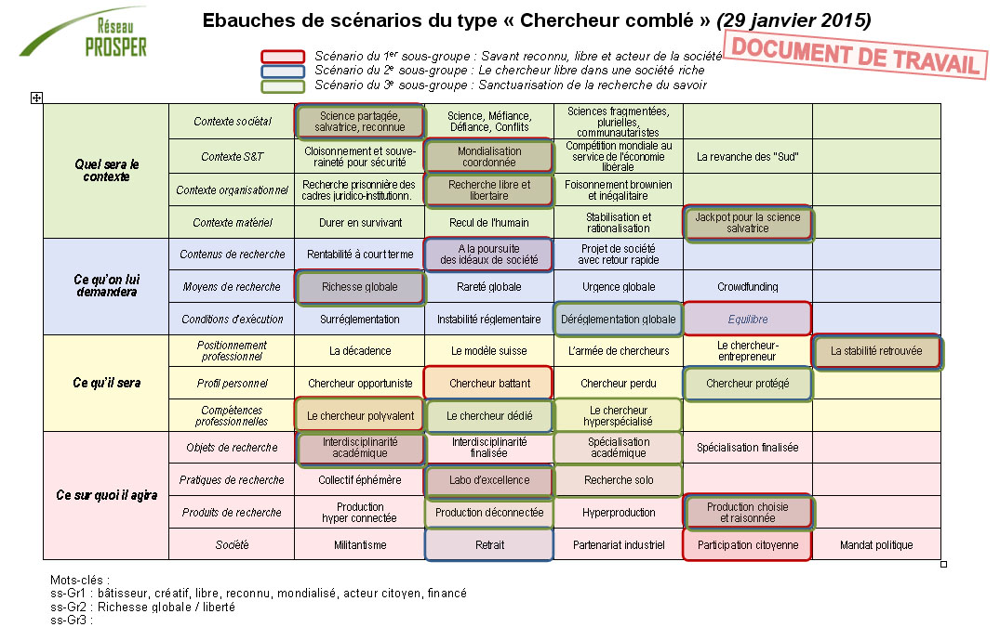 Réseau
PROSPER
Ebauches de scénarios du type « Chercheur comblé » (29 janvier 2015)
DOCUMENT DE TRAVAIL
Scénario du 1er sous-groupe : Savant reconnu, libre et acteur de la société
Scénario du 2e sous-groupe : Le chercheur libre dans une société riche
Scénario du 3e sous-groupe : Sanctuarisation de la recherche du savoir
Quel sera le
contexte
Contexte sociétal
Science partagée,
salvatrice, reconnue
Science, Méfiance,
Défiance, Conflits
Sciences fragmentées,
plurielles,
communautaristes
Contexte S&T
Cloisonnement et souve-
raineté pour sécurité
Mondialisation
coordonnée
Compétition mondiale au
service de l'économie
libérale
La revanche des "Sud"
Contexte organisationnel
Recherche prisonnière des
cadres juridico-institutionn.
Recherche libre et
libertaire
Foisonnement brownien
et inégalitaire
Contexte matériel
Durer en survivant
Recul de l'humain
Stabilisation et
rationalisation
Jackpot pour la science
salvatrice
Ce qu'on lui
demandera
Contenus de recherche
Rentabilité à court terme
A la poursuite
des idéaux de société
Projet de société
avec retour rapide
Moyens de recherche
Richesse globale
Rareté globale
Urgence globale
Crowdfunding
Conditions d'exécution
Surréglementation
Instabilité réglementaire
Déréglementation globale
Equilibre
Ce qu'il sera
Positionnement
professionnel
La décadence
Le modèle suisse
L'armée de chercheurs
Le chercheur-
entrepreneur
La stabilité retrouvée
Profil personnel
Chercheur opportuniste
Chercheur battant
Chercheur perdu
Chercheur protégé
Compétences
professionnelles
Le chercheur polyvalent
Le chercheur dédié
Le chercheur
hyperspécialisé
Ce sur quoi il agira
Objets de recherche
Interdisciplinarité
académique
Interdisciplinarité
finalisée
Spécialisation
académique
Spécialisation finalisée
Pratiques de recherche
Collectif éphémère
Labo d'excellence
Recherche solo
Produits de recherche
Production
hyper connectée
Production déconnectée
Hyperproduction
Production choisie
et raisonnée
Société
Militantisme
Retrait
Partenariat industriel
Participation citoyenne
Mandat politique
Mots-clés :
ss-Gr1 : bâtisseur, créatif, libre, reconnu, mondialisé, acteur citoyen, financé
ss-Gr2 : Richesse globale / liberté
ss-Gr3 :